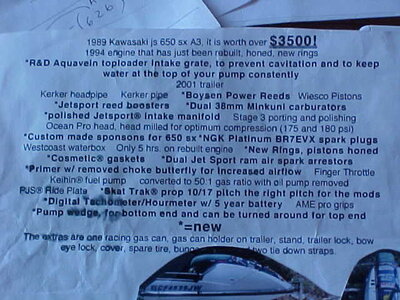 (626)
1989 Kawasaki js 650 sx A3, it is worth over $3500!
1994 engine that has just been rebuilt, honed, new rings
*R&D Aquavein toploader intake grate, to prevent cavitation and to keep
water at the top of your pump constently
2001 trailer
Kerker headpipe Kerker pipe *Boysen Power Reeds Wiesco Pistons
*Jetsport reed boosters *Dual 38mm Minkuni carburators
*polished Jetsport® intake manifold Stage 3 porting and polishing
Ocean Pro head, head milled for optimum compression (175 and 180 psi)
*Custom made sponsons for 650 sx *NGK Platinum BR7EVX spark plugs
Westcoast waterbox Only 5 hrs. on rebuilt engine *New Rings, pistons honed
*Cosmetic® gaskets *Dual Jet Sport ram air spark arrestors
*Primer w/ removed choke buterfly for increased airflow Finger Throttle
Keihin® fuel pump converted to 50:1 gas ratio with oil pump removed
PJS® Ride Plate *Skat Trak® prop 10/17 pitch the right pitch for the mods
*Digital Tachometer/Hourmeter w/ 5 year battery AME pro grips
*Pump wedge, for bottom end and can be turned around for top end
*=new
The extras are one racing gas can, gas can holder on trailer, stand, trailer lock, bow
eye lock, cover, spare tire, two tie down straps